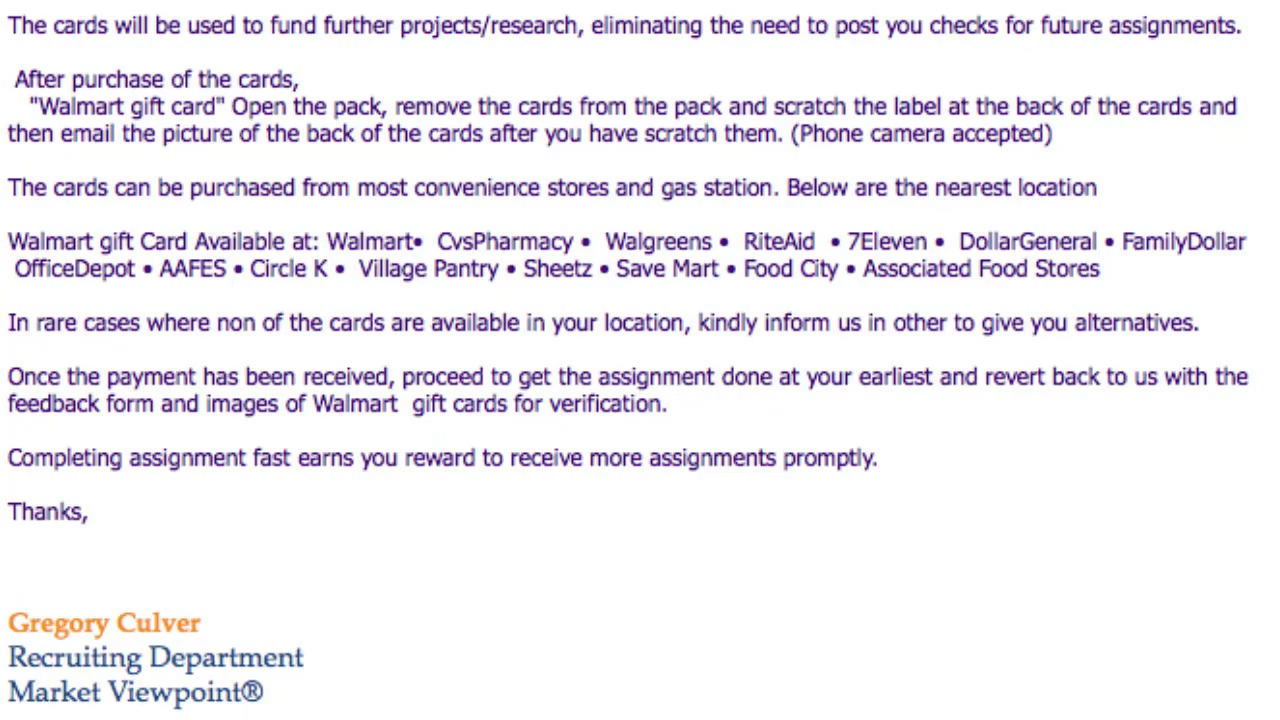 The cards will be used to fund further projects/research, eliminating the need to post you checks for future assignments.
After purchase of the cards,
"Walmart gift card" Open the pack, remove the cards from the pack and scratch the label at the back of the cards and
then email the picture of the back of the cards after you have scratch them. (Phone camera accepted)
The cards can be purchased from most convenience stores and gas station. Below are the nearest location
Walmart gift Card Available at: Walmart• CvsPharmacy • Walgreens • RiteAid • 7Eleven • DollarGeneral • FamilyDollar
OfficeDepot • AAFES • Circle K • Village Pantry • Sheetz • Save Mart • Food City • Associated Food Stores
In rare cases where non of the cards are available in your location, kindly inform us in other to give you alternatives.
Once the payment has been received, proceed to get the assignment done at your earliest and revert back to us with the
feedback form and images of Walmart gift cards for verification.
Completing assignment fast earns you reward to receive more assignments promptly.
Thanks,
Gregory Culver
Recruiting Department
Market Viewpoint®